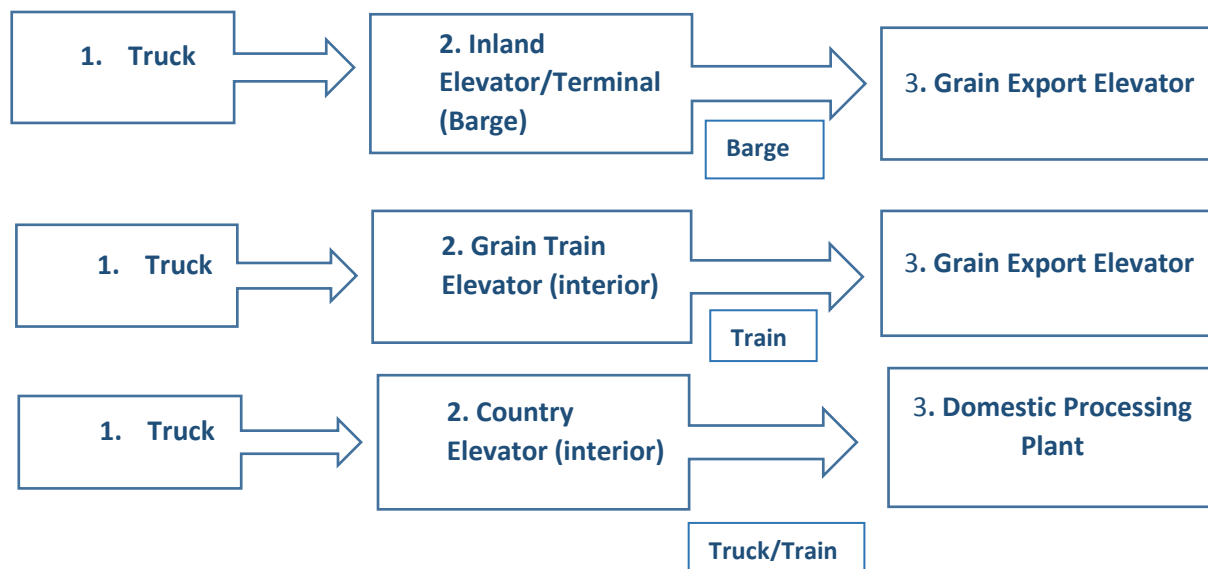 1. Truck
2. Inland
Elevator/Terminal
(Barge)
Barge
3. Grain Export Elevator
1. Truck
2. Grain Train
Elevator (interior)
Train
3. Grain Export Elevator
1. Truck
2. Country
Elevator (interior)
Truck/Train
3. Domestic Processing
Plant